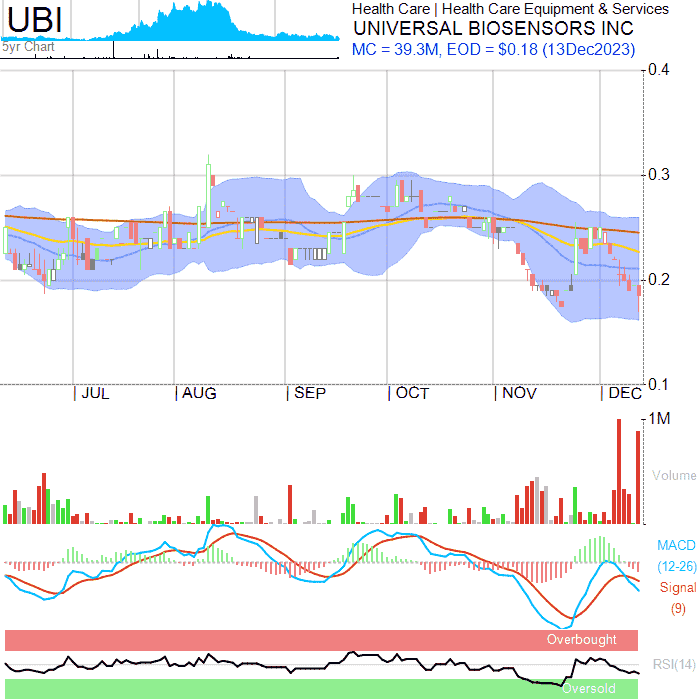 UBI
5yr Chart
Health Care | Health Care Equipment & Services
UNIVERSAL BIOSENSORS INC
MC = 39.3M, EOD = $0.18 (13Dec2023)
0.4
0.3
0.2
0.1
| JUL | AUG | SEP | OCT | NOV | DEC
1M
Volume
MACD
(12-26)
Signal
(9)
Overbought
RSI(14)
Oversold